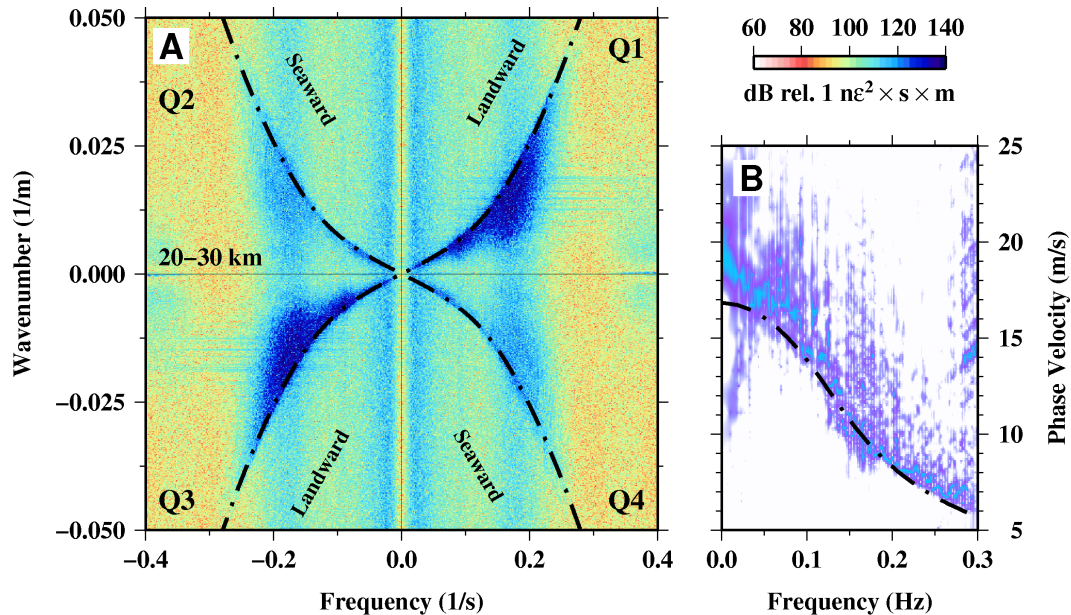 A
Q1
Q2
Seaward
Landward
20−30 km
Q3
Landward
Seaward
Q4
0.050
0.025
0.000
−0.025
−0.050
Wavenumber (1/m)
−0.4 −0.2 0.0 0.2 0.4
Frequency (1/s)
60 80 100 120 140
dB rel. 1 nε² × s × m
B
25
20
15
10
5
Phase Velocity (m/s)
0.0 0.1 0.2 0.3
Frequency (Hz)